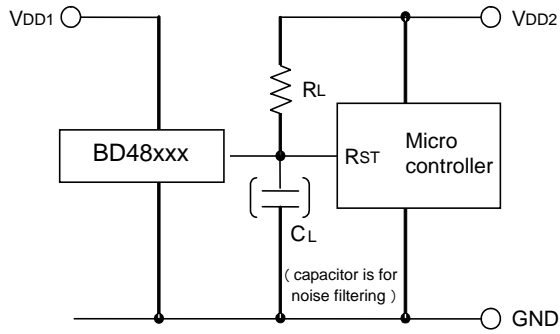 VDD1
VDD2
RL
BD48xxx
RST
Micro
controller
CL
( capacitor is for
noise filtering )
GND